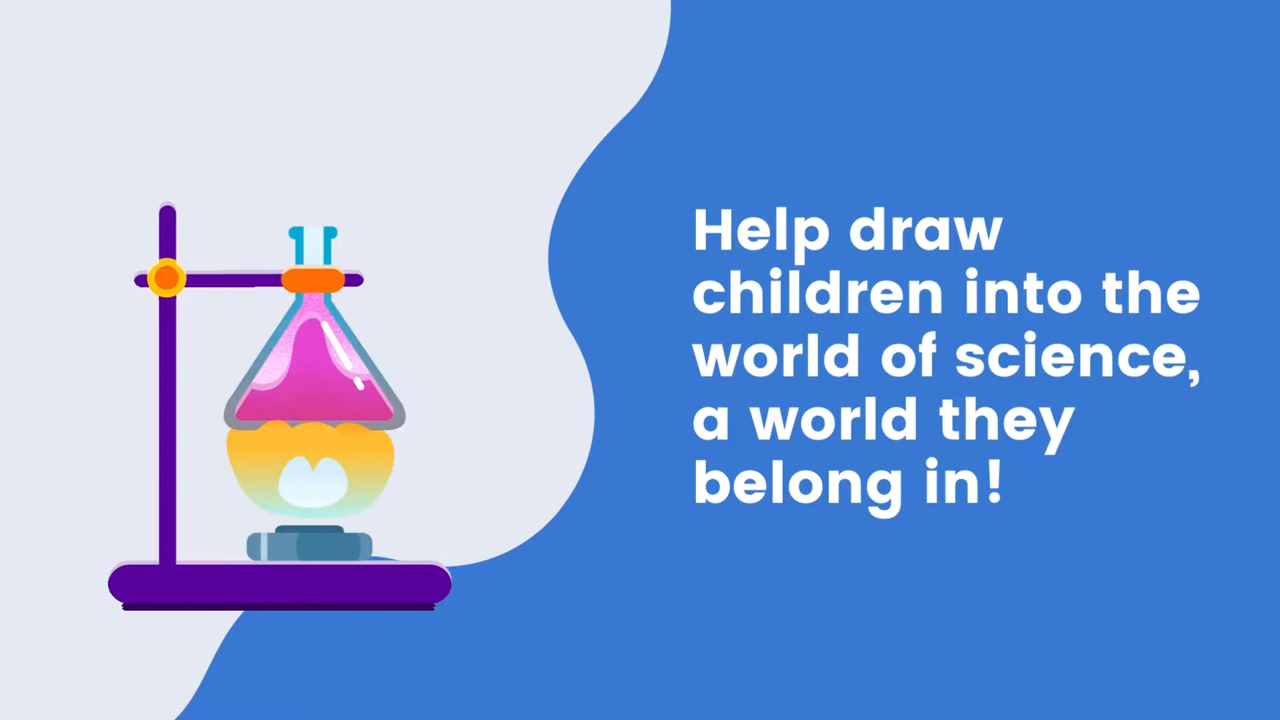 Help draw
children into the
world of science,
a world they
belong in!